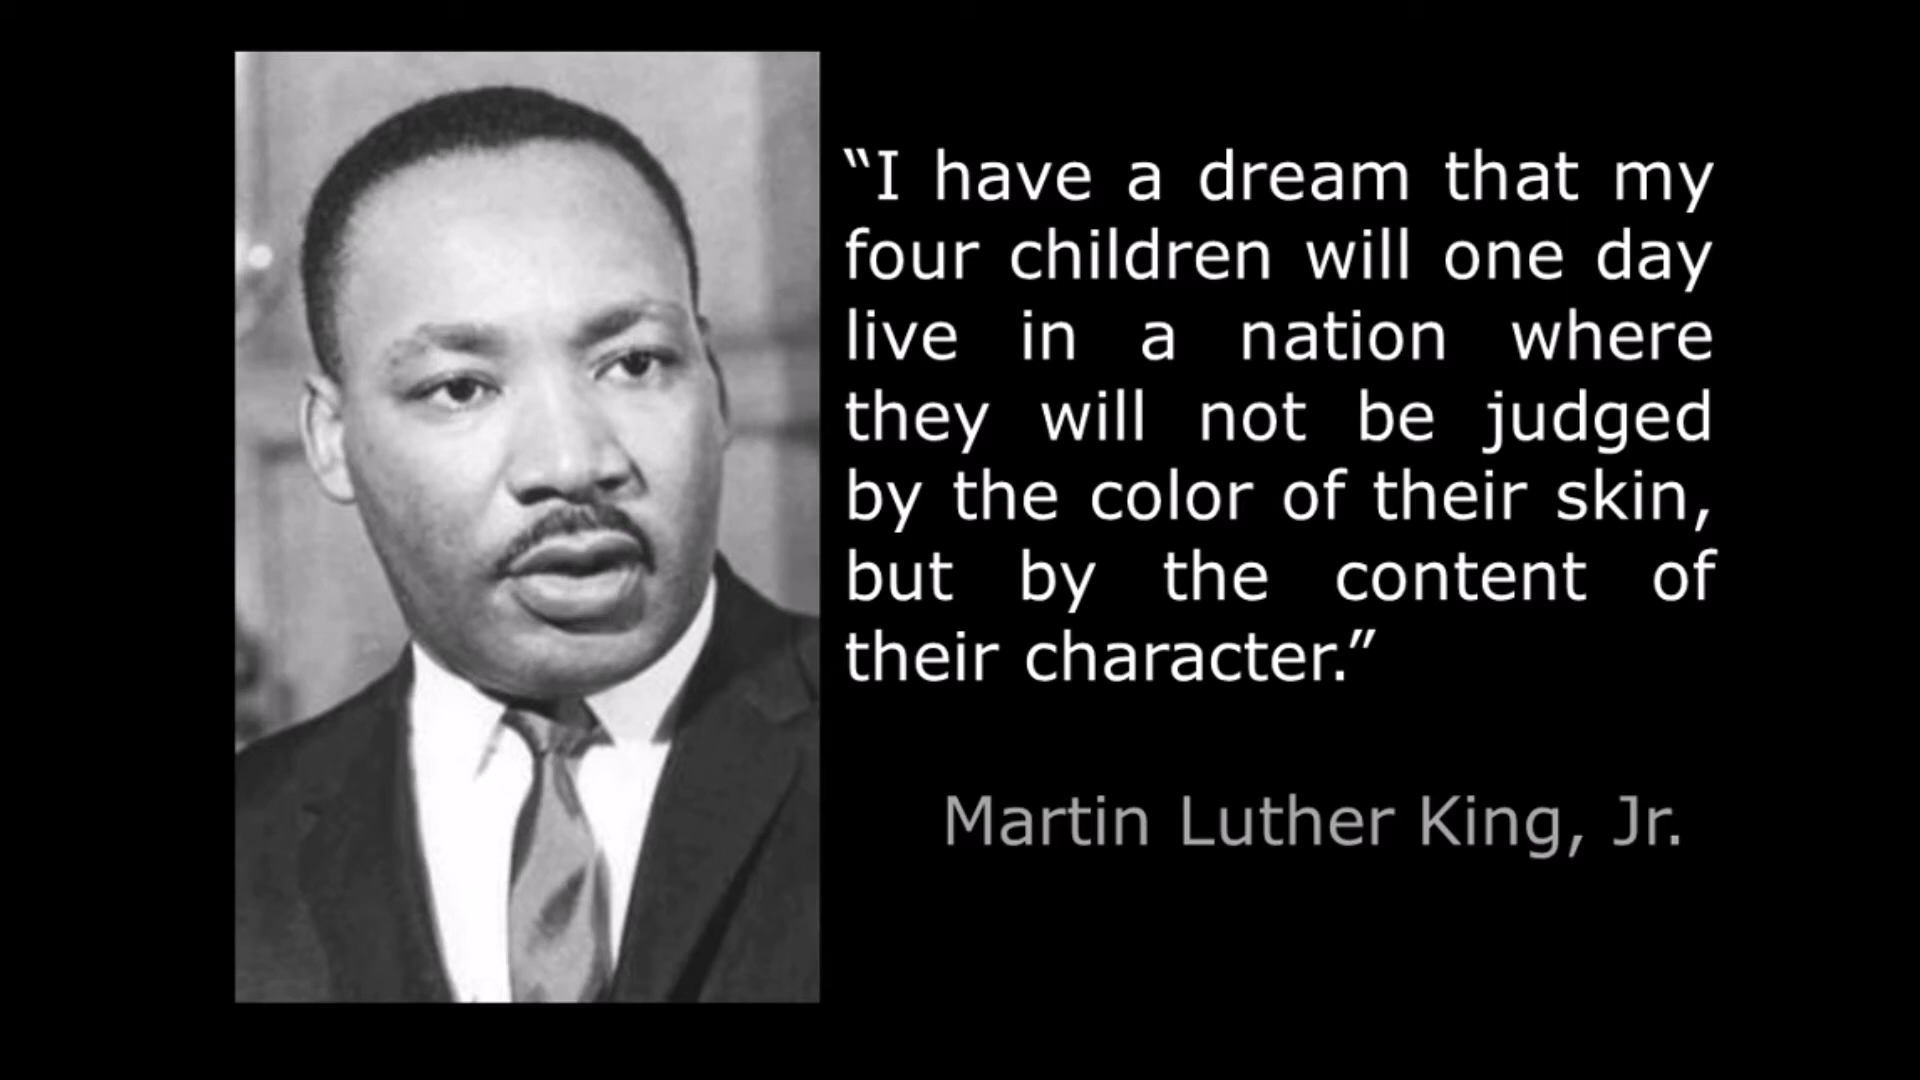 “I have a dream that my
four children will one day
live in a nation where
they will not be judged
by the color of their skin,
but by the content of
their character.”
Martin Luther King, Jr.